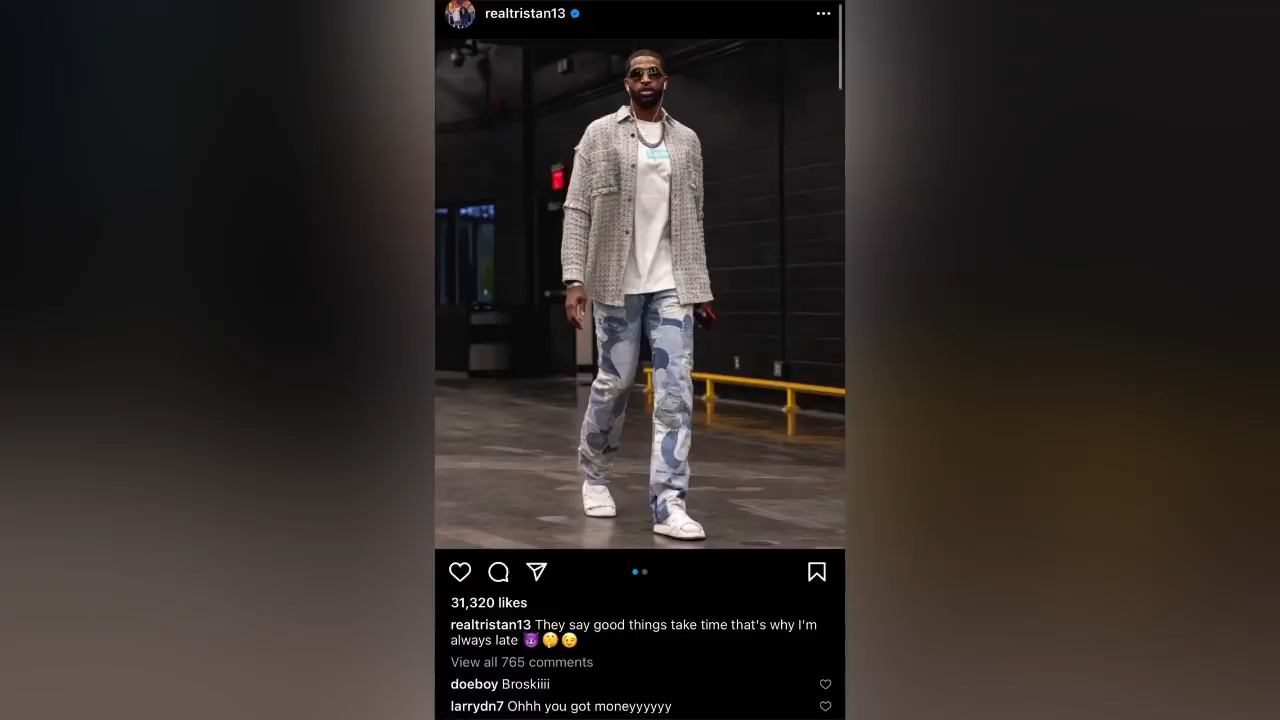 realtristan13
31,320 likes
realtristan13 They say good things take time that's why I'm
always late 😈🤫😉
View all 765 comments
doeboy Broskiiii
larrydn7 Ohhh you got moneyyyyyy